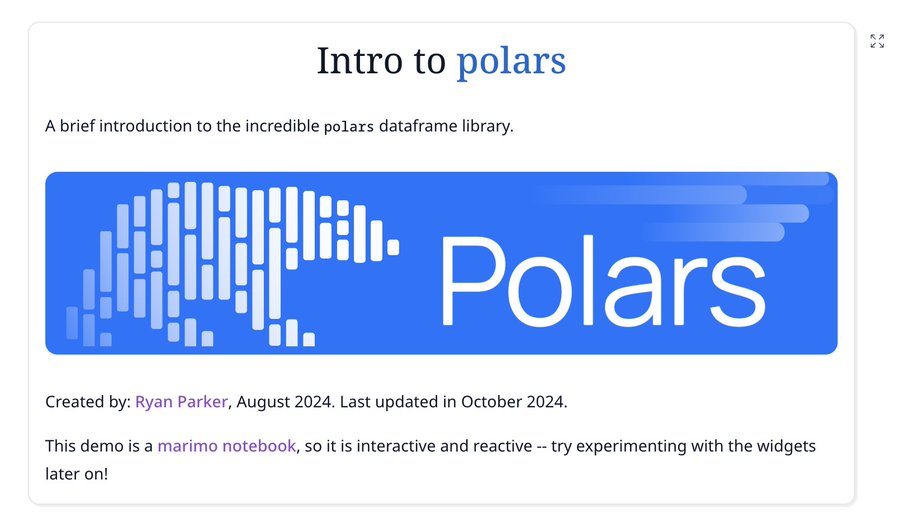 Intro to polars
A brief introduction to the incredible polars dataframe library.
Polars
Created by: Ryan Parker, August 2024. Last updated in October 2024.
This demo is a marimo notebook, so it is interactive and reactive -- try experimenting with the widgets
later on!